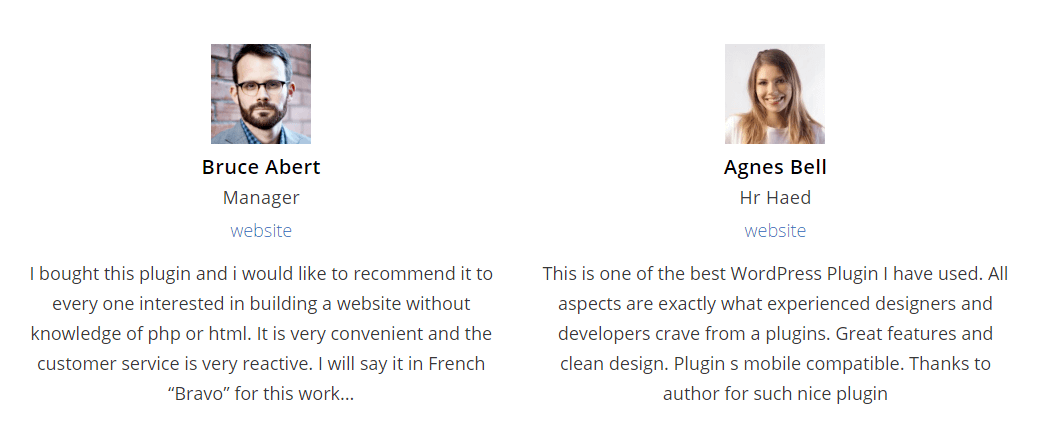 Bruce Abert
Manager
website
I bought this plugin and i would like to recommend it to
every one interested in building a website without
knowledge of php or html. It is very convenient and the
customer service is very reactive. I will say it in French
“Bravo” for this work...
Agnes Bell
Hr Haed
website
This is one of the best WordPress Plugin I have used. All
aspects are exactly what experienced designers and
developers crave from a plugins. Great features and
clean design. Plugin s mobile compatible. Thanks to
author for such nice plugin